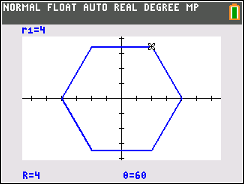 NORMAL FLOAT AUTO REAL DEGREE MP
r1=4
R=4 θ=60